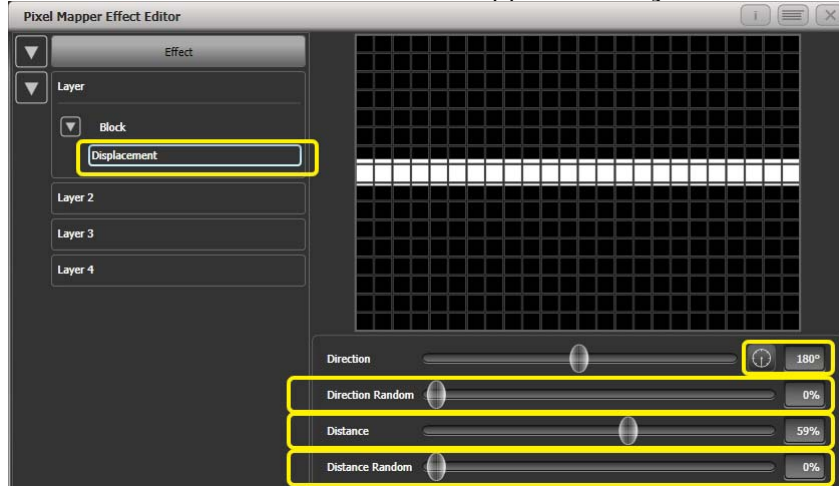 Pixel Mapper Effect Editor
Effect
Layer
Block
Displacement
Layer 2
Layer 3
Layer 4
Direction 180°
Direction Random 0%
Distance 59%
Distance Random 0%